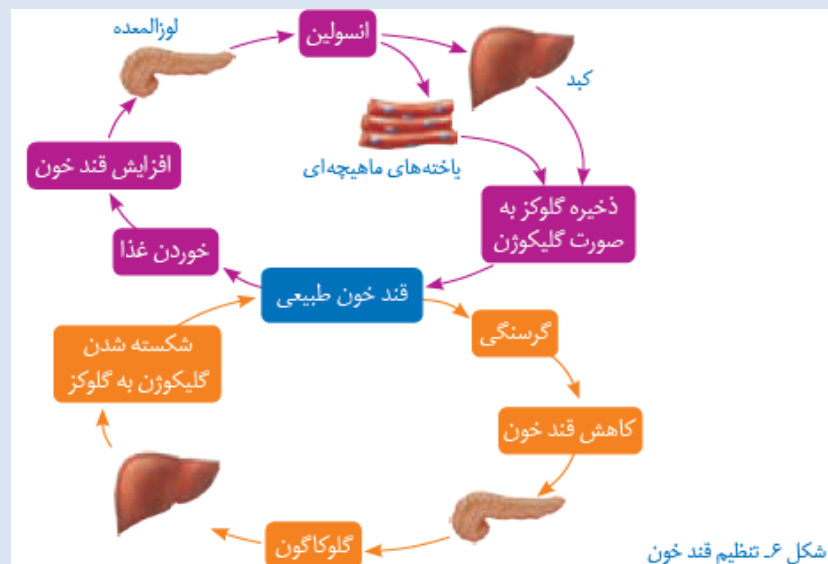 لوزالمعده
انسولین
کبد
یاخته‌های ماهیچه‌ای
افزایش قند خون
ذخیره گلوکز به
صورت گلیکوژن
خوردن غذا
قند خون طبیعی
گرسنگی
شکسته شدن
گلیکوژن به گلوکز
کاهش قند خون
گلوکاگون
شکل ۶ـ تنظیم قند خون